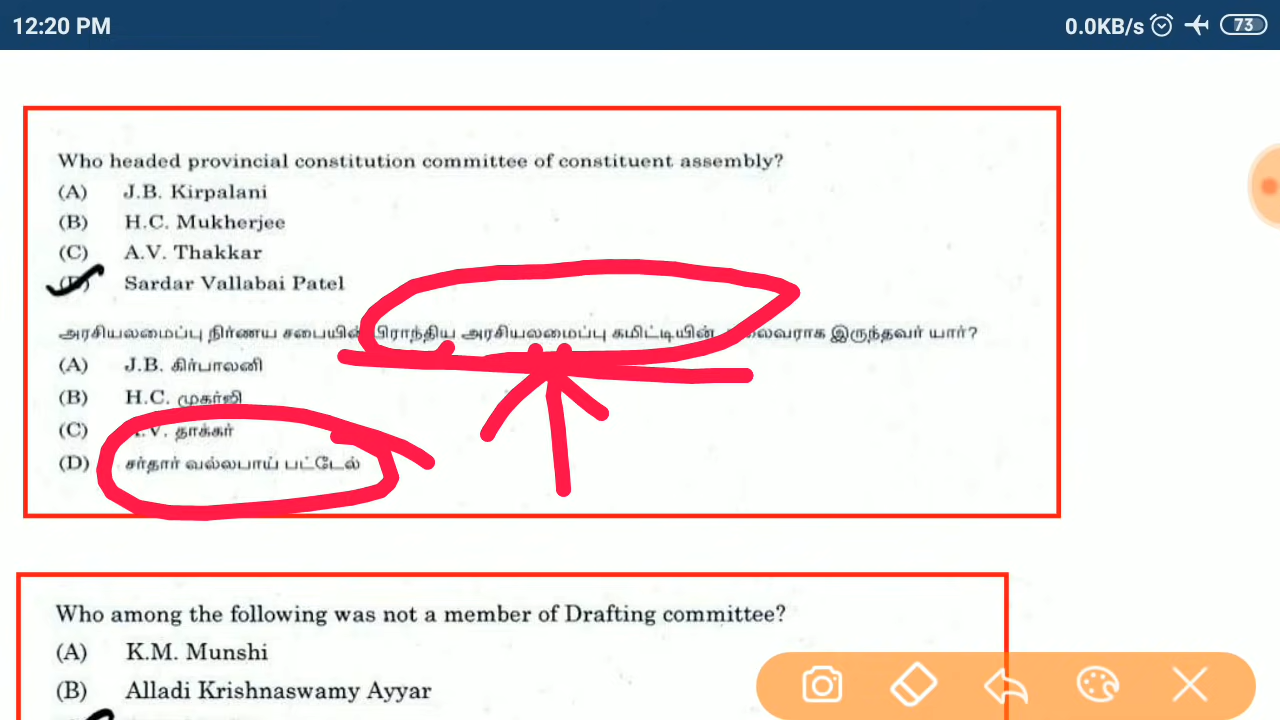 12:20 PM
0.0KB/s 73
Who headed provincial constitution committee of constituent assembly?
(A) J.B. Kirpalani
(B) H.C. Mukherjee
(C) A.V. Thakkar
Sardar Vallabai Patel
அரசியலமைப்பு நிர்ணய சபையின் பிராந்திய அரசியலமைப்பு கமிட்டியின் இருந்தவர் யார்?
(A) J.B. கிர்பாலனி
(B) H.C. முகர்ஜி
(C) தாக்கர்
(D) சர்தார் வல்லபாய் பட்டேல்
Who among the following was not a member of Drafting committee?
(A) K.M. Munshi
(B) Alladi Krishnaswamy Ayyar